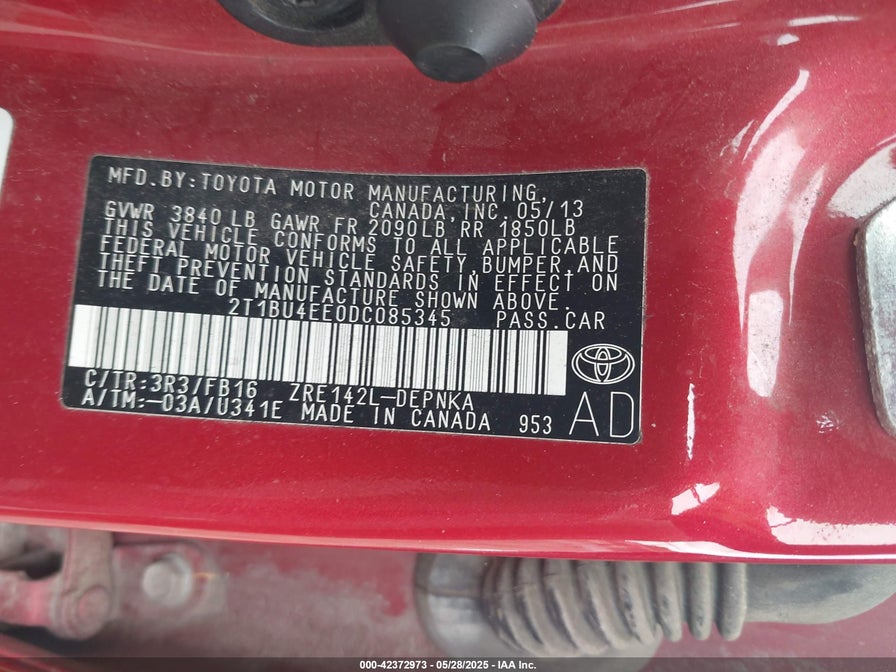 MFD.BY:TOYOTA MOTOR MANUFACTURING,
CANADA,INC. 05/13
GVWR 3840 LB GAWR FR 2090LB RR 1850LB
THIS VEHICLE CONFORMS TO ALL APPLICABLE
FEDERAL MOTOR VEHICLE SAFETY,BUMPER,AND
THEFT PREVENTION STANDARDS IN EFFECT ON
THE DATE OF MANUFACTURE SHOWN ABOVE.
2T1BU4EE0DC085345 PASS.CAR
C/TR:3R3/FB16 ZRE142L-DEPNKA
A/TM:-03A/U341E MADE IN CANADA 953 AD
000-42372973 - 05/28/2025 - IAA Inc.